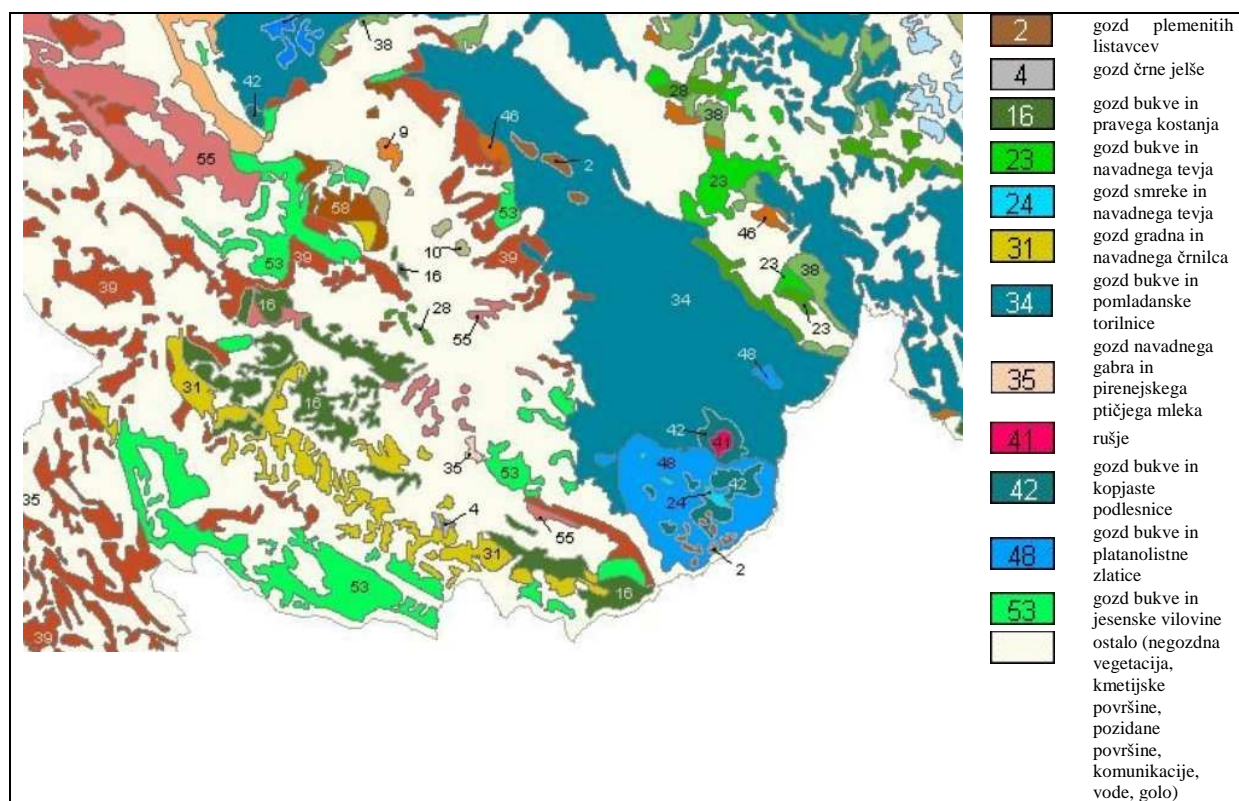 38
42
46
9
2
55
58
53
53
39
39
10
16
39
16
28
55
34
28
38
23
46
23
38
23
48
31
16
42
41
48
42
24
35
53
4
55
35
31
53
16
2
39
2 gozd plemenitih
listavcev
4 gozd črne jelše
16 gozd bukve in
pravega kostanja
23 gozd bukve in
navadnega tevja
24 gozd smreke in
navadnega tevja
31 gozd gradna in
navadnega črnilca
34 gozd bukve in
pomladanske
torilnice
35 gozd navadnega
gabra in
pirenejskega
ptičjega mleka
41 rušje
42 gozd bukve in
kopjaste
podlesnice
48 gozd bukve in
platanolistne
zlatice
53 gozd bukve in
jesenske vilovine
ostalo (negozdna
vegetacija,
kmetijske
površine,
pozidane
površine,
komunikacije,
vode, golo)